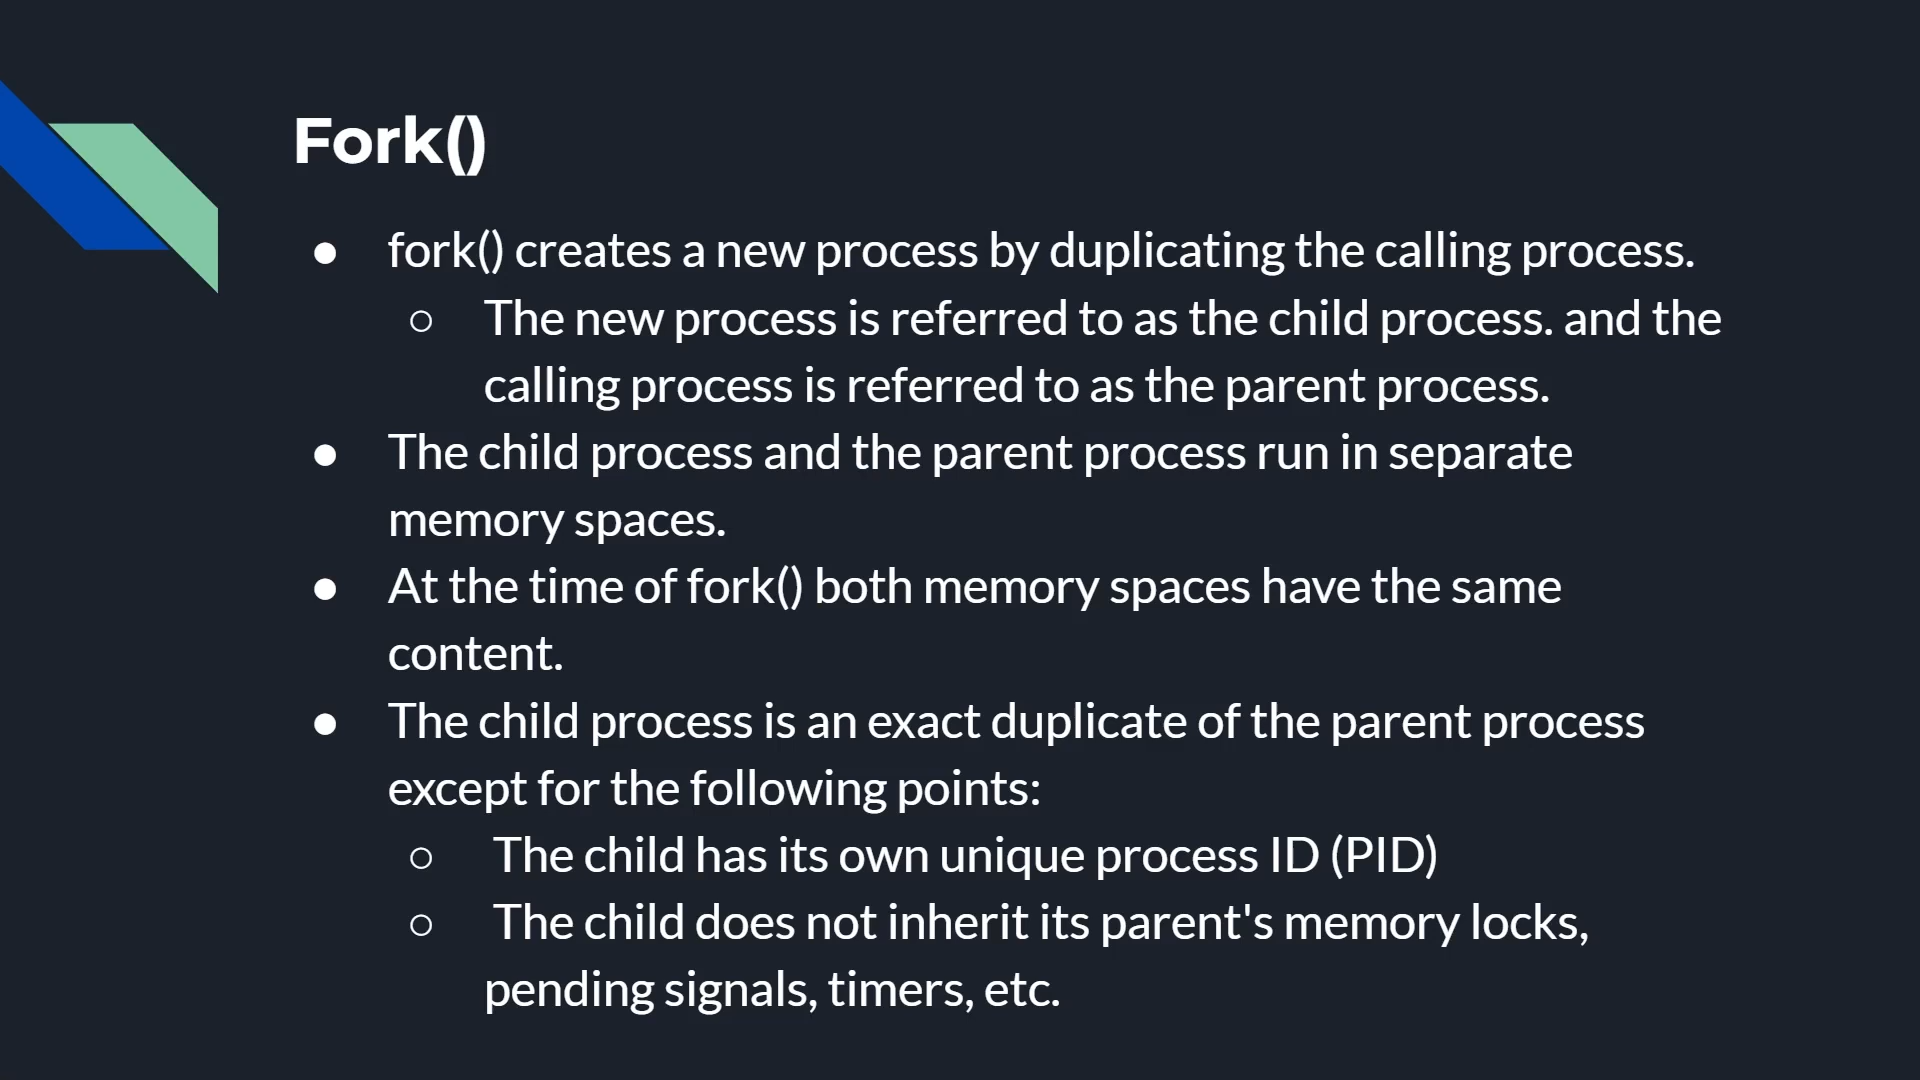 Fork()
● fork() creates a new process by duplicating the calling process.
○ The new process is referred to as the child process. and the
calling process is referred to as the parent process.
● The child process and the parent process run in separate
memory spaces.
● At the time of fork() both memory spaces have the same
content.
● The child process is an exact duplicate of the parent process
except for the following points:
○ The child has its own unique process ID (PID)
○ The child does not inherit its parent's memory locks,
pending signals, timers, etc.